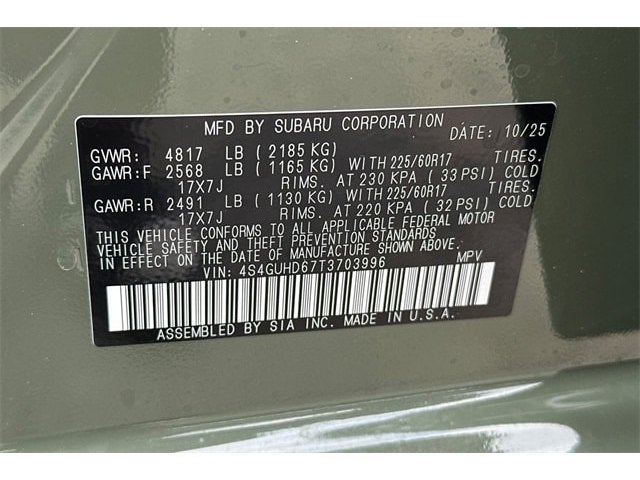 MFD BY SUBARU CORPORATION DATE: 10/25
GVWR: 4817 LB ( 2185 KG)
GAWR:F 2568 LB ( 1165 KG) WITH 225/60R17 TIRES.
17X7J RIMS. AT 230 KPA ( 33 PSI) COLD
GAWR:R 2491 LB ( 1130 KG) WITH 225/60R17 TIRES.
17X7J RIMS. AT 220 KPA ( 32 PSI) COLD
THIS VEHICLE CONFORMS TO ALL APPLICABLE FEDERAL MOTOR
VEHICLE SAFETY AND THEFT PREVENTION STANDARDS
IN EFFECT ON THE DATE OF MANUFACTURE SHOWN ABOVE.
VIN: 4S4GUHD67T3703996 MPV
ASSEMBLED BY SIA INC. MADE IN U.S.A.